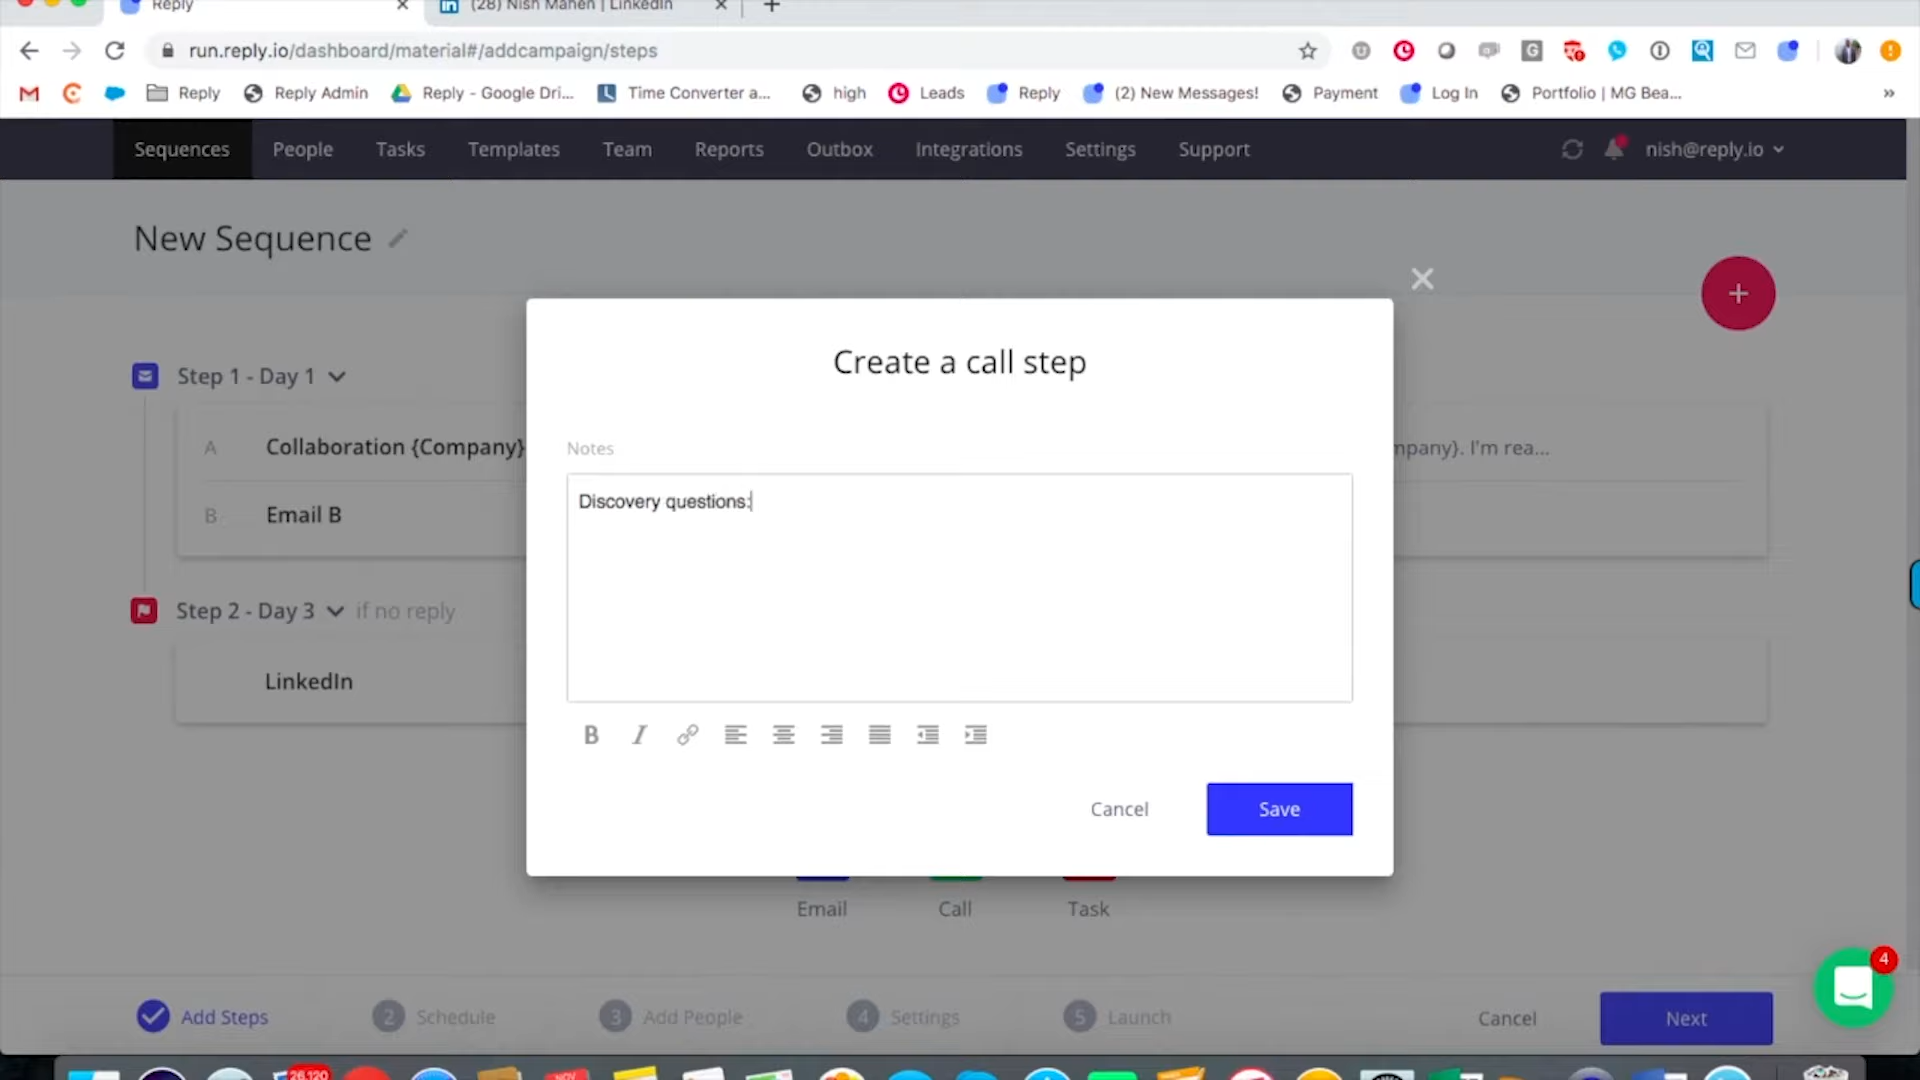 Reply
(28) Nish Mahen | LinkedIn
run.reply.io/dashboard/material#/addcampaign/steps
Reply
Reply Admin
Reply - Google Dri...
Time Converter a...
high
Leads
Reply
(2) New Messages!
Payment
Log In
Portfolio | MG Bea...
»
Sequences
People
Tasks
Templates
Team
Reports
Outbox
Integrations
Settings
Support
nish@reply.io
New Sequence
Create a call step
Step 1 - Day 1
Notes
A
Collaboration {Company}
mpany}. I'm rea...
Discovery questions:
B
Email B
Step 2 - Day 3
if no reply
LinkedIn
B
I
Cancel
Save
Email
Call
Task
4
Add Steps
2
Schedule
3
Add People
4
Settings
5
Launch
Cancel
Next
26,120
NOV